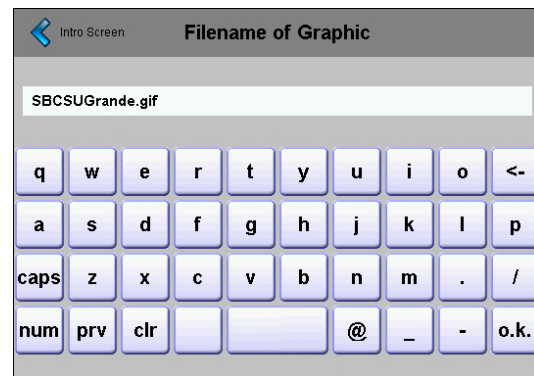 Intro Screen
Filename of Graphic
SBCSUGrande.gif
q w e r t y u i o <-
a s d f g h j k l p
caps z x c v b n m . /
num prv clr @ _ - o.k.